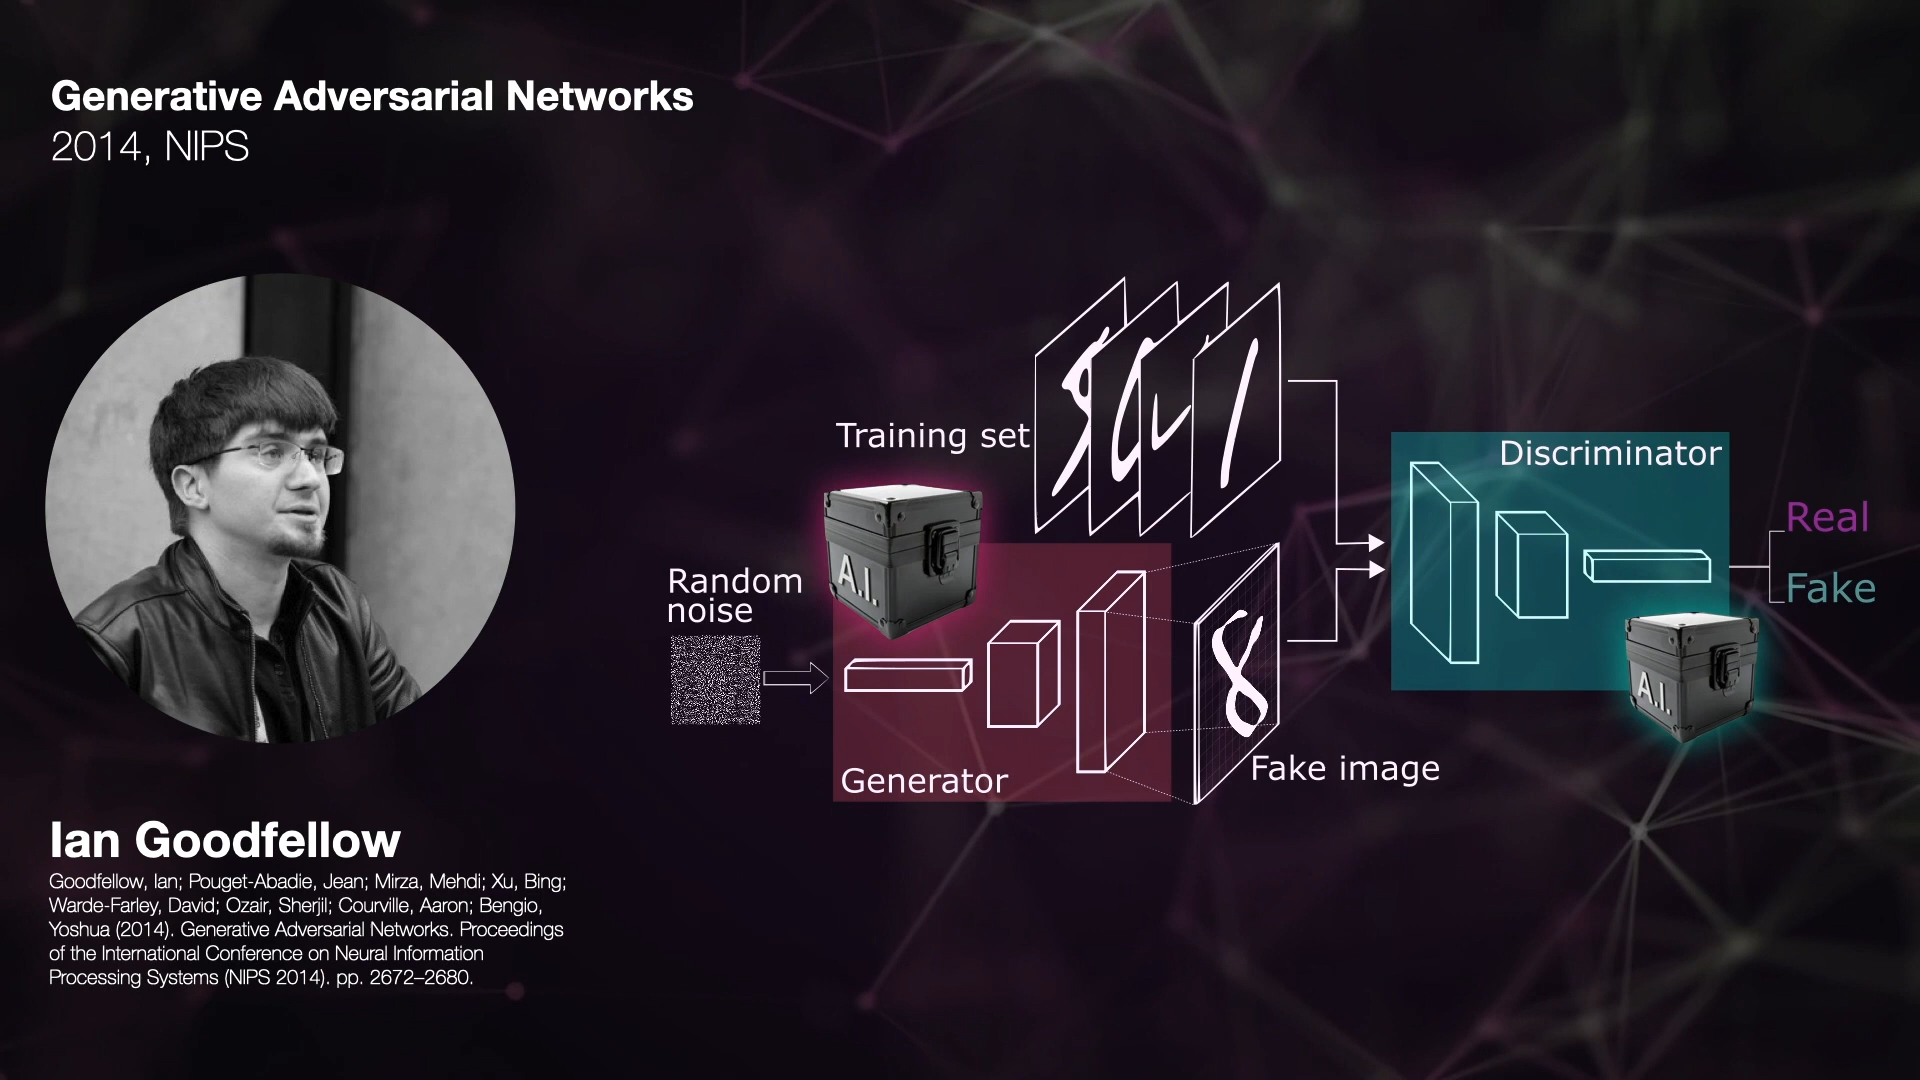 Generative Adversarial Networks
2014, NIPS
Training set
Discriminator
Real
Fake
A.I.
Random
noise
A.I.
Generator
Fake image
8
Ian Goodfellow
Goodfellow, Ian; Pouget-Abadie, Jean; Mirza, Mehdi; Xu, Bing;
Warde-Farley, David; Ozair, Sherjil; Courville, Aaron; Bengio,
Yoshua (2014). Generative Adversarial Networks. Proceedings
of the International Conference on Neural Information
Processing Systems (NIPS 2014). pp. 2672–2680.